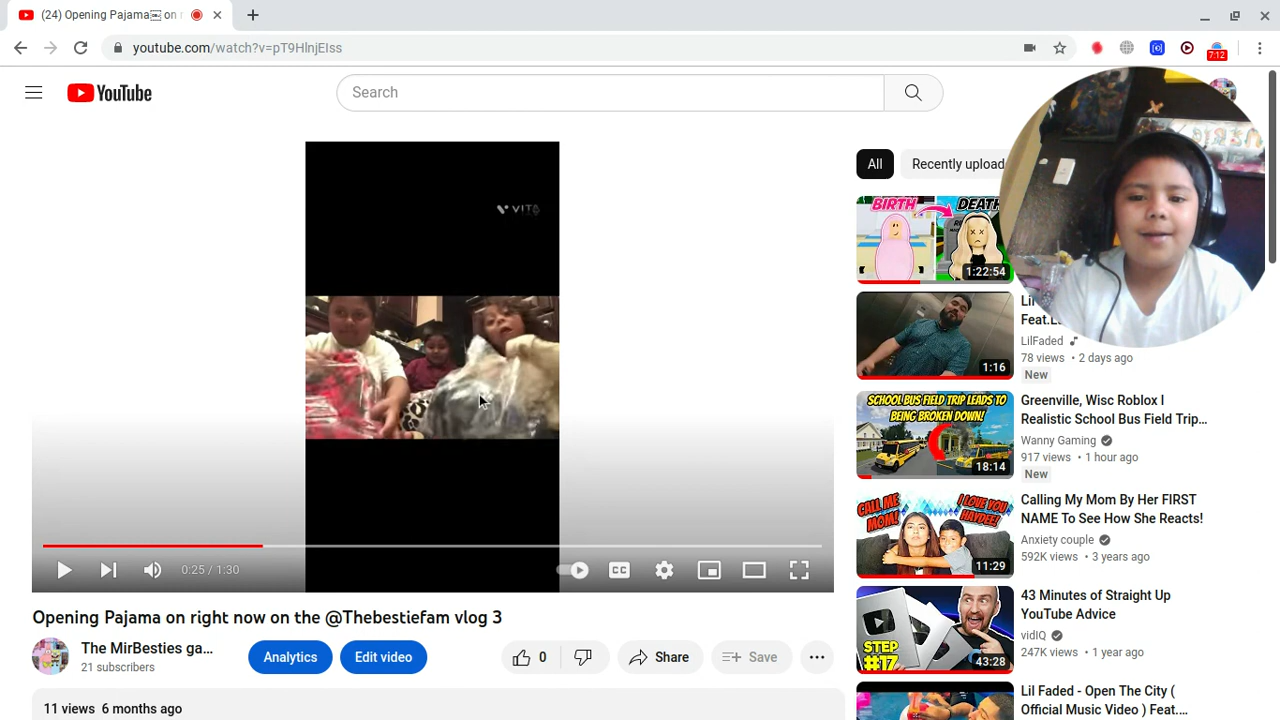 (24) Opening Pajama￼ on r
youtube.com/watch?v=pT9HlnjEIss
7:12
YouTube
Search
VITA
All
Recently upload
BIRTH
DEATH
1:22:54
Lil
Feat.L
LilFaded
78 views • 2 days ago
New
1:16
SCHOOL BUS FIELD TRIP LEADS TO
BEING BROKEN DOWN!
18:14
Greenville, Wisc Roblox l
Realistic School Bus Field Trip...
Wanny Gaming
917 views • 1 hour ago
New
CALL ME
MOM!
I LOVE YOU
HAYDEE!
11:29
Calling My Mom By Her FIRST
NAME To See How She Reacts!
Anxiety couple
592K views • 3 years ago
STEP
#17
43:28
43 Minutes of Straight Up
YouTube Advice
vidIQ
247K views • 1 year ago
Lil Faded - Open The City (
Official Music Video ) Feat....
0:25 / 1:30
CC
Opening Pajama on right now on the @Thebestiefam vlog 3
The MirBesties ga...
21 subscribers
Analytics
Edit video
0
Share
Save
11 views 6 months ago